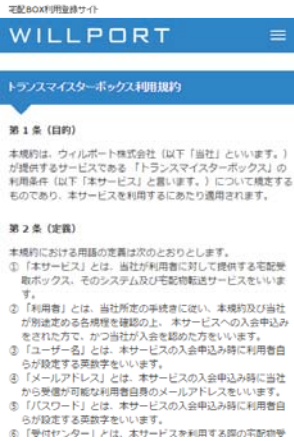 宅配BOX利用登録サイト
WILLPORT
トランスマイスターボックス利用規約
第1条（目的）
本規約は、ウィルポート株式会社（以下「当社」といいます。）
が提供するサービスである 「トランスマイスターボックス」の
利用条件（以下「本サービス」と言います。）について規定する
ものであり、本サービスを利用するにあたり適用されます。
第2条（定義）
本規約における用語の定義は次のとおりとします。
① 「本サービス」とは、当社が利用者に対して提供する宅配受
取ボックス、そのシステム及び宅配物転送サービスをいいま
す。
② 「利用者」とは、当社所定の手続きに従い、本規約及び当社
が別途定める各規程を確認の上、 本サービスへの入会申込み
をされた方で、かつ当社が入会を認めた方をいいます。
③ 「ユーザー名」とは、本サービスの入会申込み時に利用者自
らが設定する英数字をいいます。
④ 「メールアドレス」とは、本サービスの入会申込み時に当社
から受信が可能な利用者自身のメールアドレスをいいます。
⑤ 「パスワード」とは、本サービスの入会申込み時に利用者自
らが設定する英数字をいいます。
⑥ 「受付センター」とは、本サービスを利用する際の宅配物受